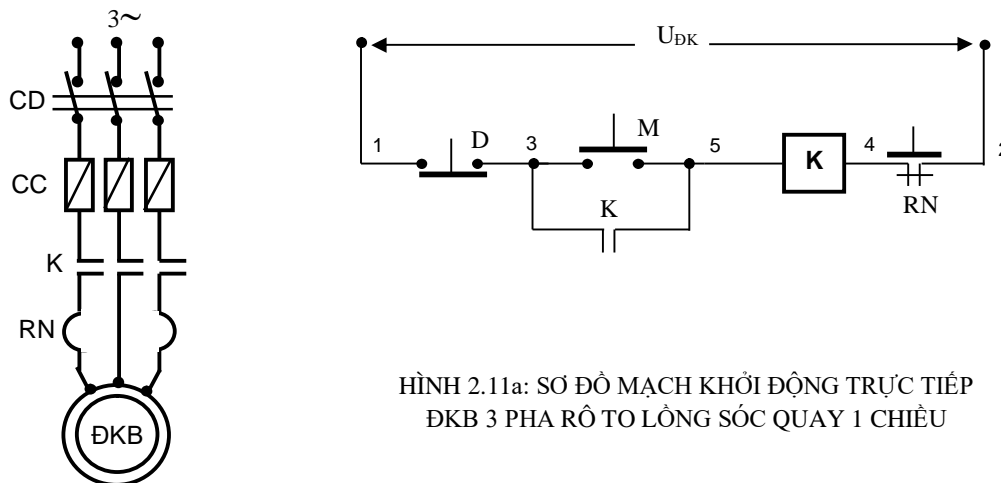 3~
CD
CC
K
RN
ĐKB
UĐK
1
D
3
M
5
K
4
2
RN
K
HÌNH 2.11a: SƠ ĐỒ MẠCH KHỞI ĐỘNG TRỰC TIẾP
ĐKB 3 PHA RÔ TO LỒNG SÓC QUAY 1 CHIỀU